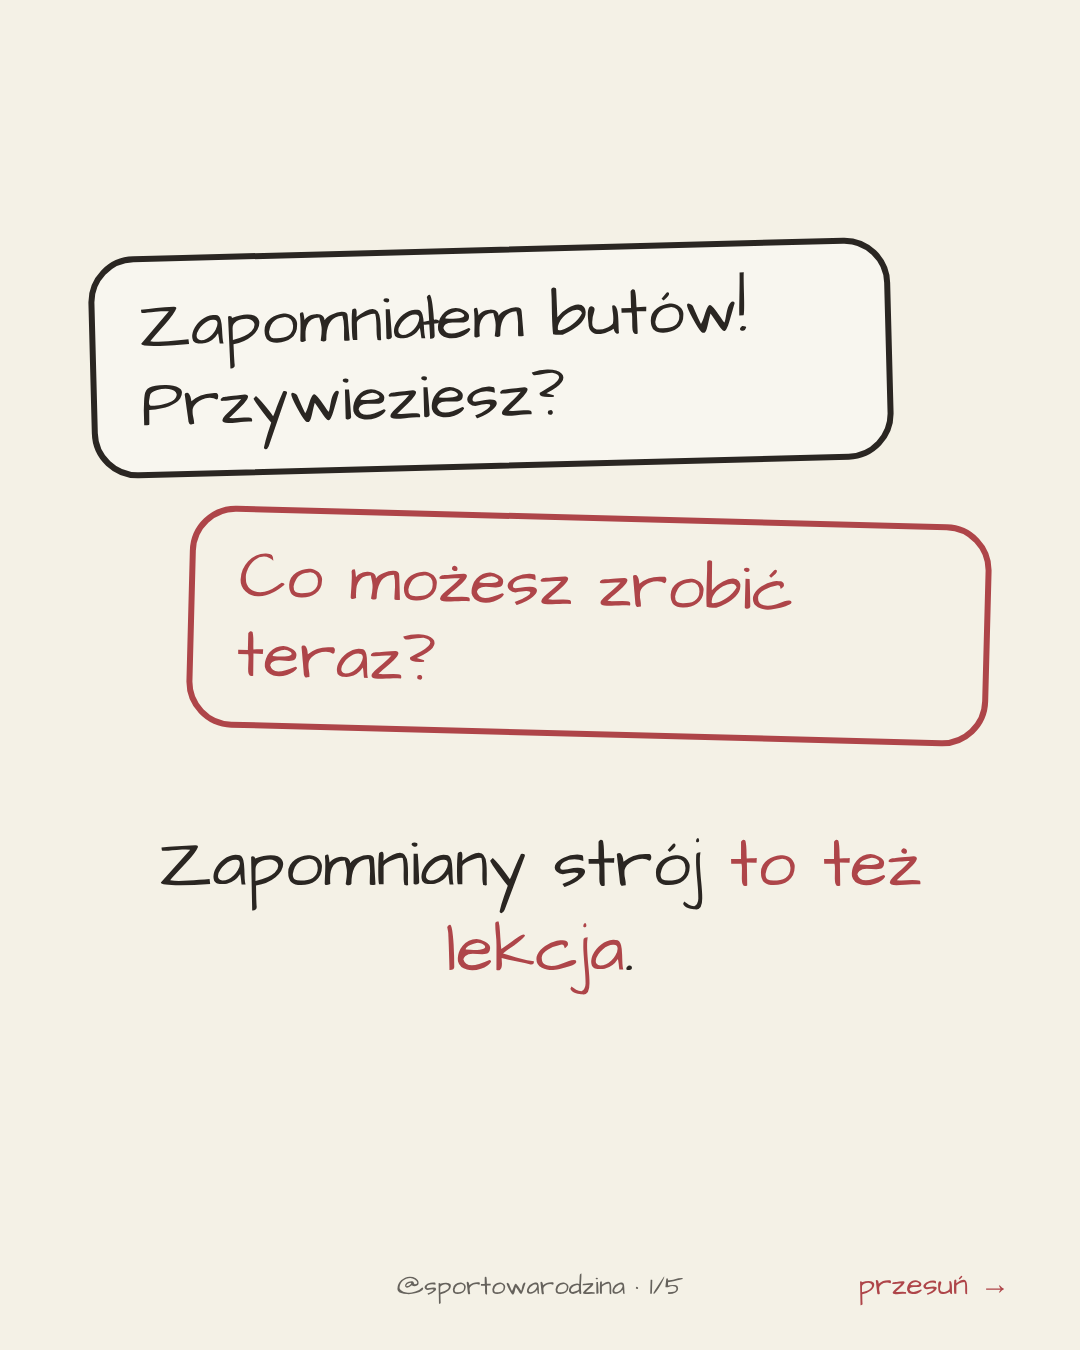 Zapomniałem butów!
Przywieziesz?
Co możesz zrobić
teraz?
Zapomniany strój to też
lekcja.
@sportowarodzina · 1/5
przesuń →